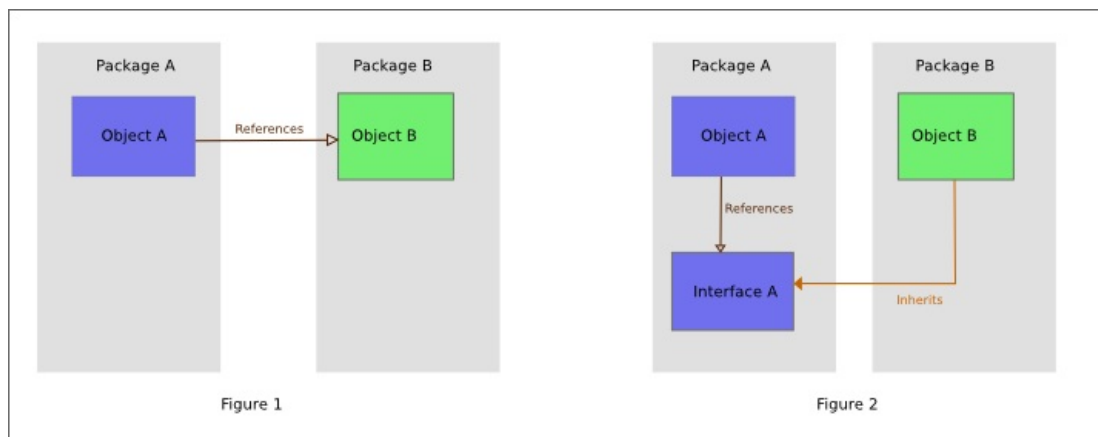 Package A
Package B
Object A
References
Object B
Figure 1
Package A
Package B
Object A
Object B
References
Interface A
Inherits
Figure 2